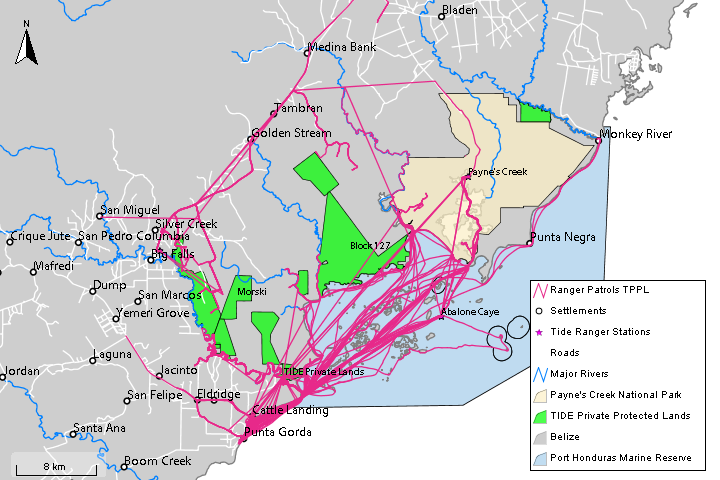 N
Bladen
Medina Bank
Tambran
Golden Stream
Monkey River
Payne's Creek
San Miguel
Silver Creek
Crique Jute
San Pedro Columbia
Punta Negra
Block 127
Big Falls
Mafredi
Dump
Morski
San Marcos
Yemeri Grove
Abalone Caye
Laguna
Jordan
Jacinto
TIDE Private Lands
San Felipe
Eldridge
Cattle Landing
Santa Ana
Punta Gorda
Boom Creek
8 km
Ranger Patrols TPPL
Settlements
Tide Ranger Stations
Roads
Major Rivers
Payne's Creek National Park
TIDE Private Protected Lands
Belize
Port Honduras Marine Reserve